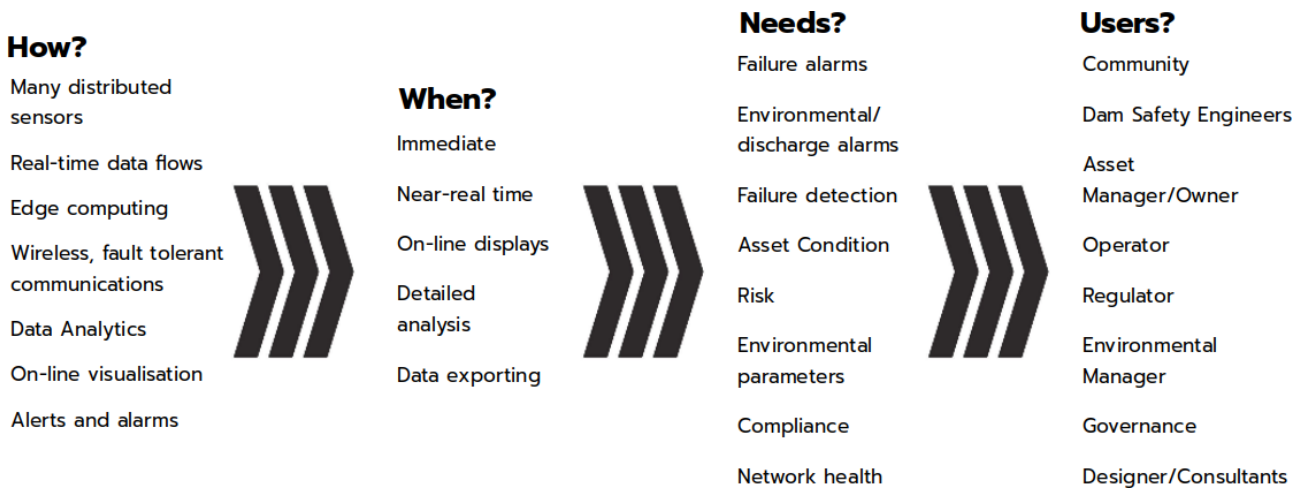 How?
Many distributed
sensors
Real-time data flows
Edge computing
Wireless, fault tolerant
communications
Data Analytics
On-line visualisation
Alerts and alarms
When?
Immediate
Near-real time
On-line displays
Detailed
analysis
Data exporting
Needs?
Failure alarms
Environmental/
discharge alarms
Failure detection
Asset Condition
Risk
Environmental
parameters
Compliance
Network health
Users?
Community
Dam Safety Engineers
Asset
Manager/Owner
Operator
Regulator
Environmental
Manager
Governance
Designer/Consultants